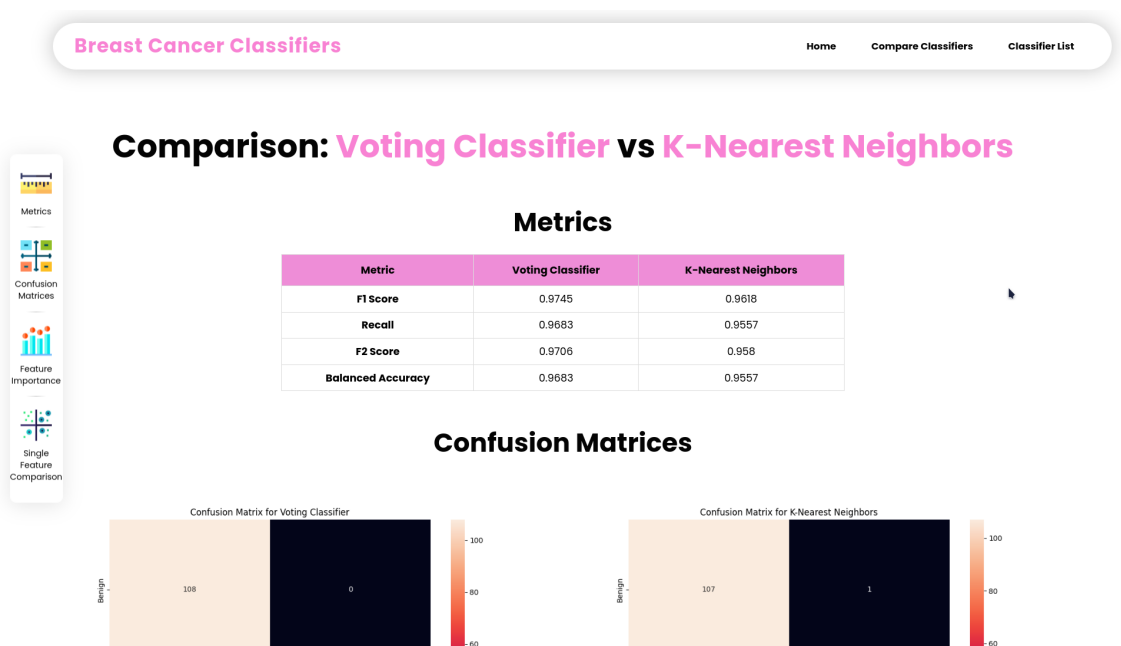 Breast Cancer Classifiers
Home Compare Classifiers Classifier List
Comparison: Voting Classifier vs K-Nearest Neighbors
Metrics
Confusion
Matrices
Feature
Importance
Single
Feature
Comparison
Metrics
Metric Voting Classifier K-Nearest Neighbors
F1 Score 0.9745 0.9618
Recall 0.9683 0.9557
F2 Score 0.9706 0.958
Balanced Accuracy 0.9683 0.9557
Confusion Matrices
Confusion Matrix for Voting Classifier
Benign
108 0
100
80
60
Confusion Matrix for K-Nearest Neighbors
Benign
107 1
100
80
60